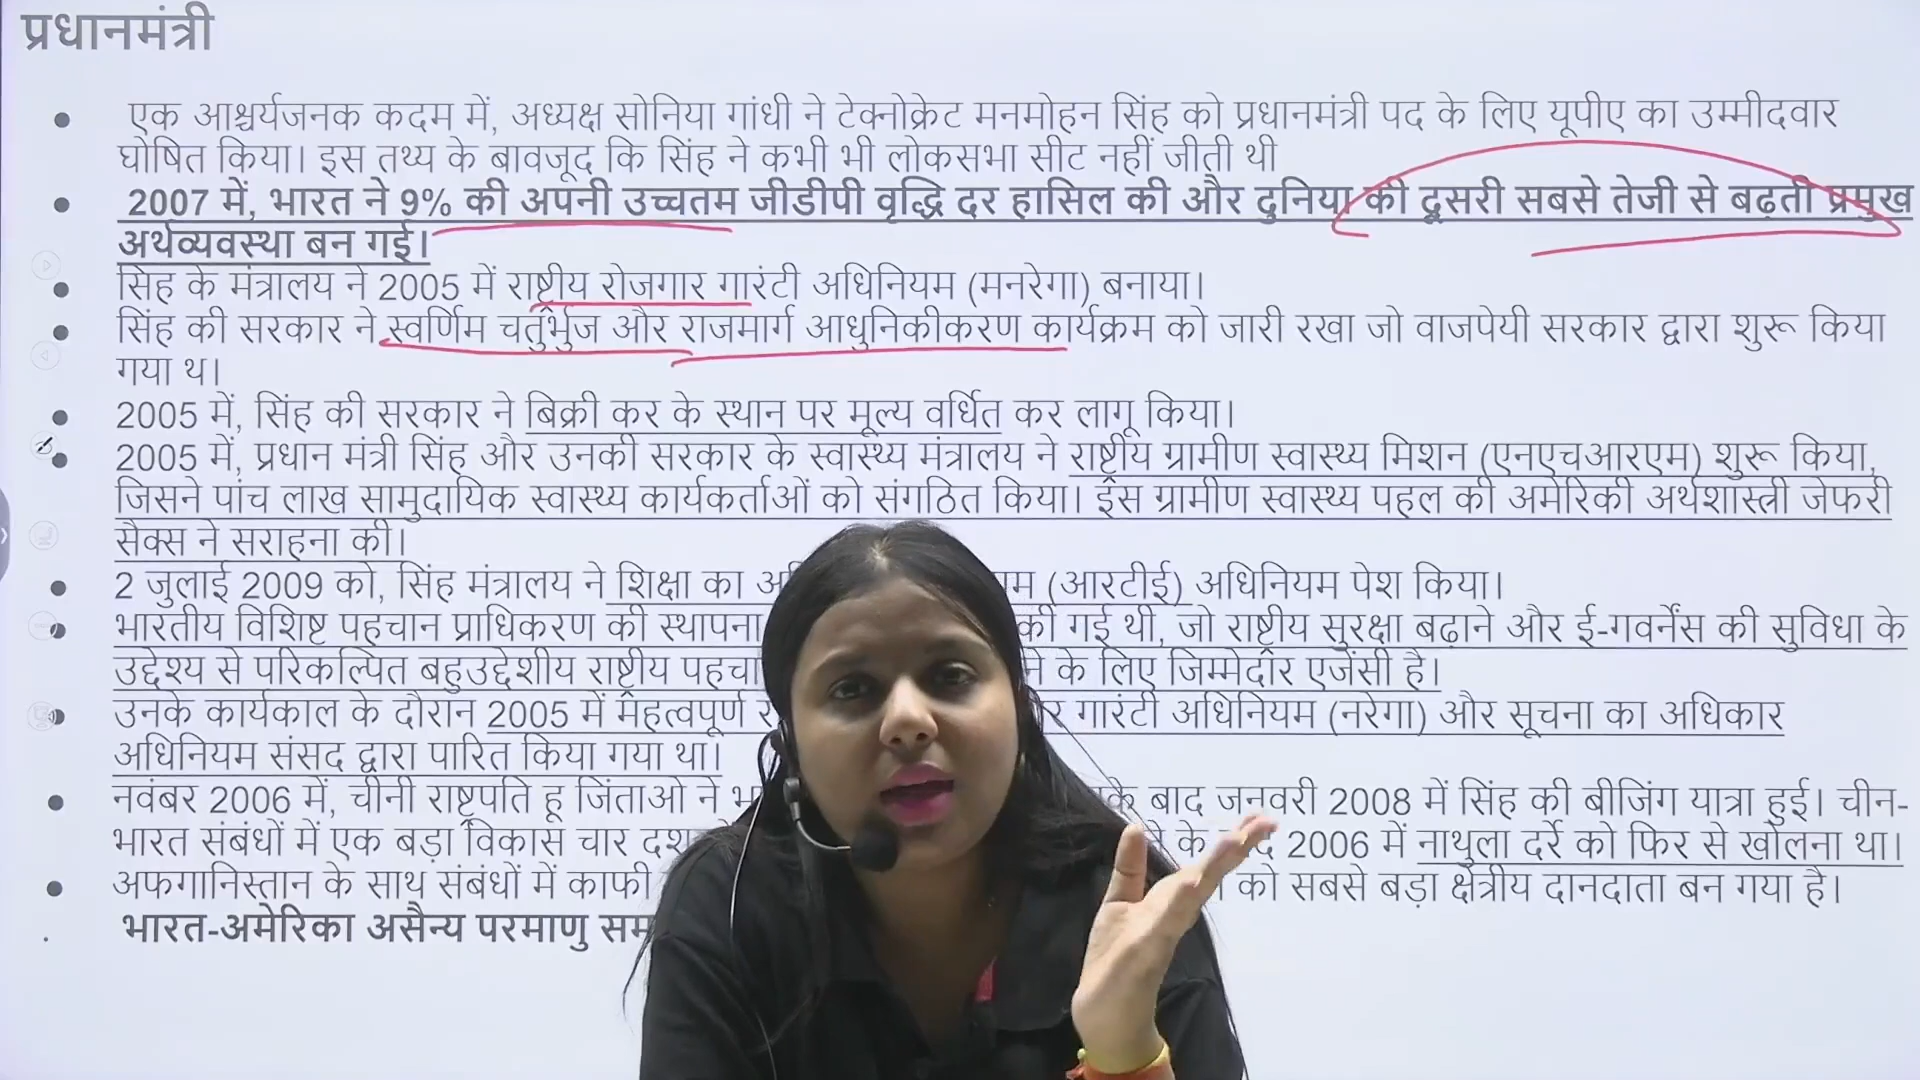 प्रधानमंत्री
एक आश्चर्यजनक कदम में, अध्यक्ष सोनिया गांधी ने टेक्नोक्रेट मनमोहन सिंह को प्रधानमंत्री पद के लिए यूपीए का उम्मीदवार
घोषित किया। इस तथ्य के बावजूद कि सिंह ने कभी भी लोकसभा सीट नहीं जीती थी
2007 में, भारत ने 9% की अपनी उच्चतम जीडीपी वृद्धि दर हासिल की और दुनिया की दूसरी सबसे तेजी से बढ़ती प्रमुख
अर्थव्यवस्था बन गई।
सिंह के मंत्रालय ने 2005 में राष्ट्रीय रोजगार गारंटी अधिनियम (मनरेगा) बनाया।
सिंह की सरकार ने स्वर्णिम चतुर्भुज और राजमार्ग आधुनिकीकरण कार्यक्रम को जारी रखा जो वाजपेयी सरकार द्वारा शुरू किया
गया थ।
2005 में, सिंह की सरकार ने बिक्री कर के स्थान पर मूल्य वर्धित कर लागू किया।
2005 में, प्रधान मंत्री सिंह और उनकी सरकार के स्वास्थ्य मंत्रालय ने राष्ट्रीय ग्रामीण स्वास्थ्य मिशन (एनएचआरएम) शुरू किया,
जिसने पांच लाख सामुदायिक स्वास्थ्य कार्यकर्ताओं को संगठित किया। इस ग्रामीण स्वास्थ्य पहल की अमेरिकी अर्थशास्त्री जेफरी
सैक्स ने सराहना की।
2 जुलाई 2009 को, सिंह मंत्रालय ने शिक्षा का (आरटीई) अधिनियम पेश किया।
भारतीय विशिष्ट पहचान प्राधिकरण की स्थापना की गई थी, जो राष्ट्रीय सुरक्षा बढ़ाने और ई-गवर्नेंस की सुविधा के
उद्देश्य से परिकल्पित बहुउद्देशीय राष्ट्रीय के लिए जिम्मेदार एजेंसी है।
उनके कार्यकाल के दौरान 2005 में महत्वपूर्ण गारंटी अधिनियम (नरेगा) और सूचना का अधिकार
अधिनियम संसद द्वारा पारित किया गया था।
नवंबर 2006 में, चीनी राष्ट्रपति हू जिंताओ ने के बाद जनवरी 2008 में सिंह की बीजिंग यात्रा हुई। चीन-
भारत संबंधों में एक बड़ा विकास चार के 2006 में नाथुला दर्रे को फिर से खोलना था।
अफगानिस्तान के साथ संबंधों में काफी को सबसे बड़ा क्षेत्रीय दानदाता बन गया है।
भारत-अमेरिका असैन्य परमाणु